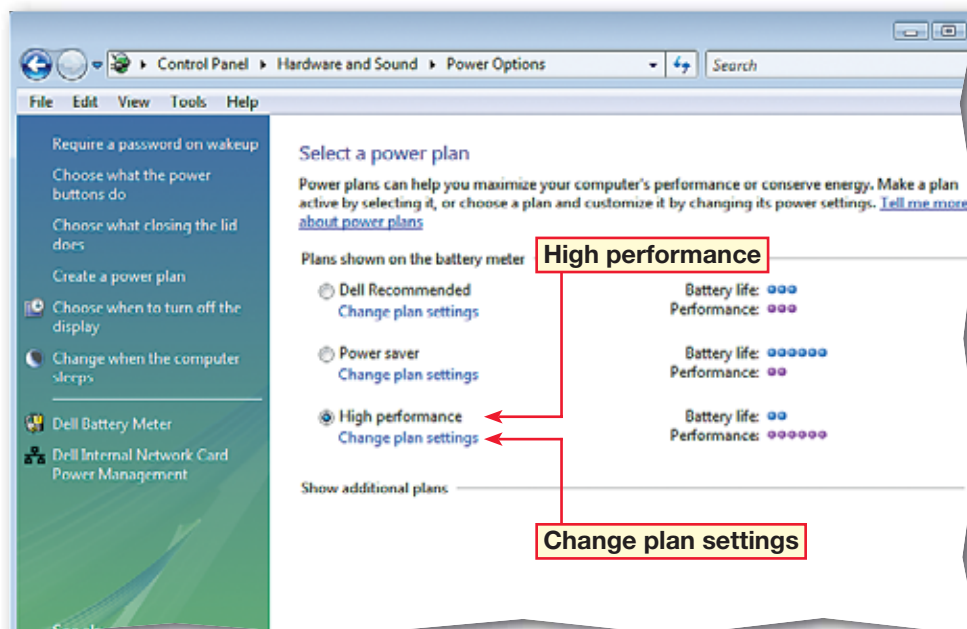 Control Panel ▸ Hardware and Sound ▸ Power Options
Search
File Edit View Tools Help
Require a password on wakeup
Choose what the power
buttons do
Choose what closing the lid
does
Create a power plan
Choose when to turn off the
display
Change when the computer
sleeps
Dell Battery Meter
Dell Internal Network Card
Power Management
Select a power plan
Power plans can help you maximize your computer's performance or conserve energy. Make a plan
active by selecting it, or choose a plan and customize it by changing its power settings. Tell me more
about power plans
Plans shown on the battery meter
High performance
Dell Recommended
Battery life:
Change plan settings
Performance:
Power saver
Battery life:
Change plan settings
Performance:
High performance
Battery life:
Change plan settings
Performance:
Show additional plans
Change plan settings